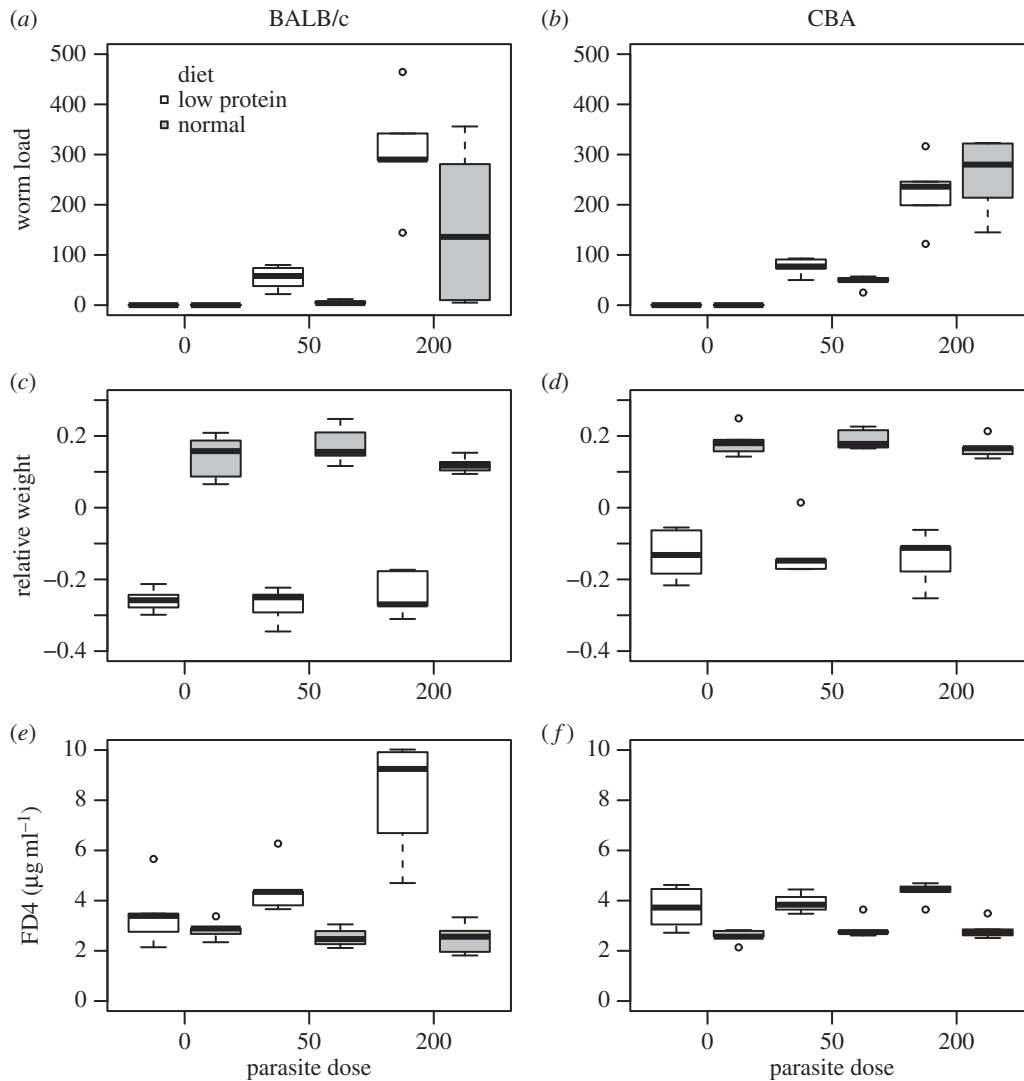 (a) BALB/c
(b) CBA
500
400
300
200
100
0
worm load
diet
low protein
normal
0 50 200
500
400
300
200
100
0
0 50 200
(c)
0.2
0
−0.2
−0.4
relative weight
0 50 200
(d)
0.2
0
−0.2
−0.4
0 50 200
(e)
10
8
6
4
2
0
FD4 (µg ml⁻¹)
0 50 200
parasite dose
(f)
10
8
6
4
2
0
0 50 200
parasite dose